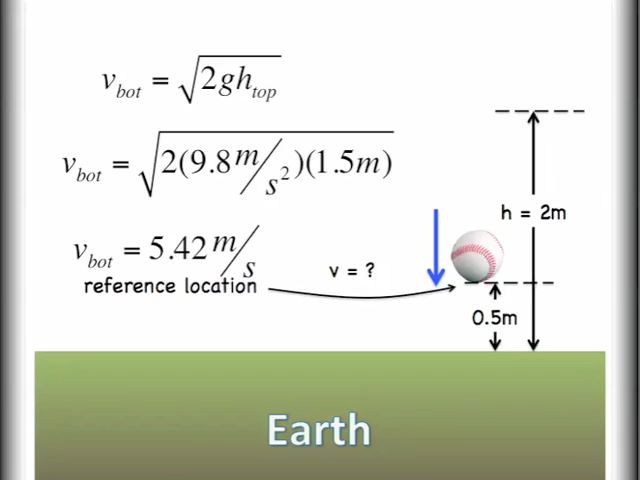 v_bot = √2gh_top
v_bot = √2(9.8 m/s²)(1.5m)
v_bot = 5.42 m/s
reference location
v = ?
h = 2m
0.5m
Earth